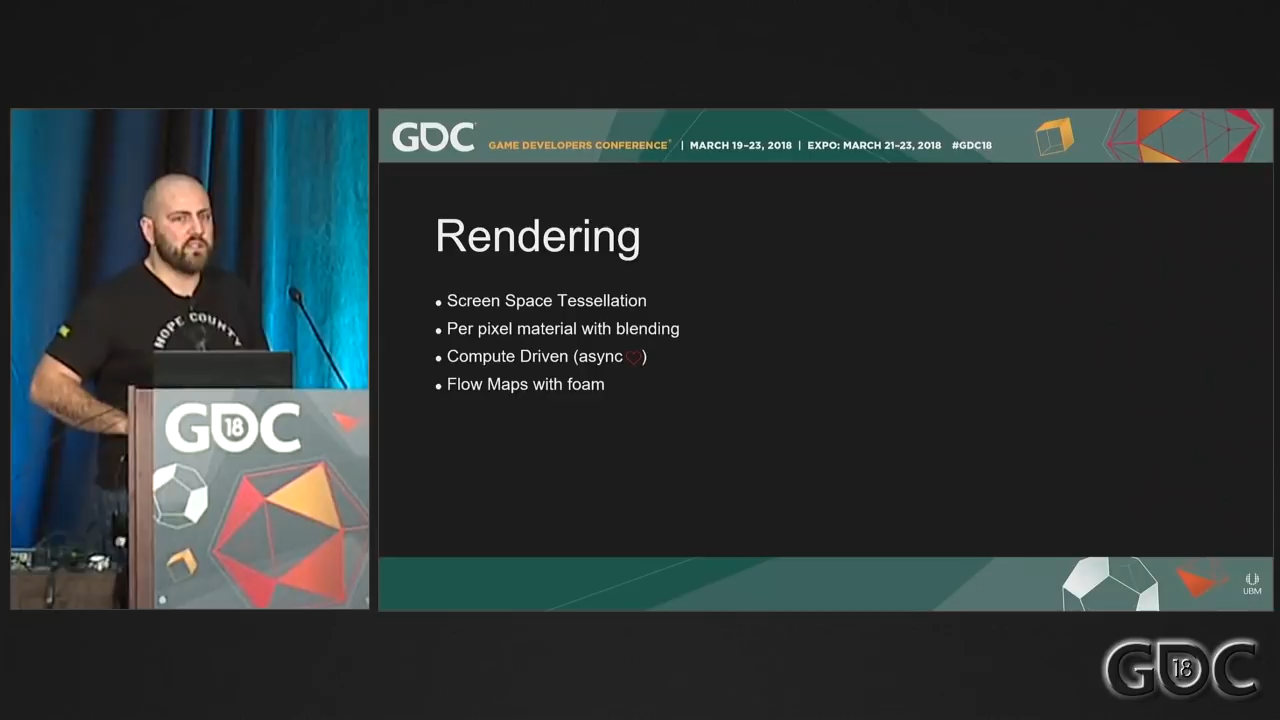 GDC
GAME DEVELOPERS CONFERENCE® | MARCH 19–23, 2018 | EXPO: MARCH 21–23, 2018 #GDC18
Rendering
• Screen Space Tessellation
• Per pixel material with blending
• Compute Driven (async♡)
• Flow Maps with foam
HOPE COUNTY
GDC
18
UBM
GDC
18